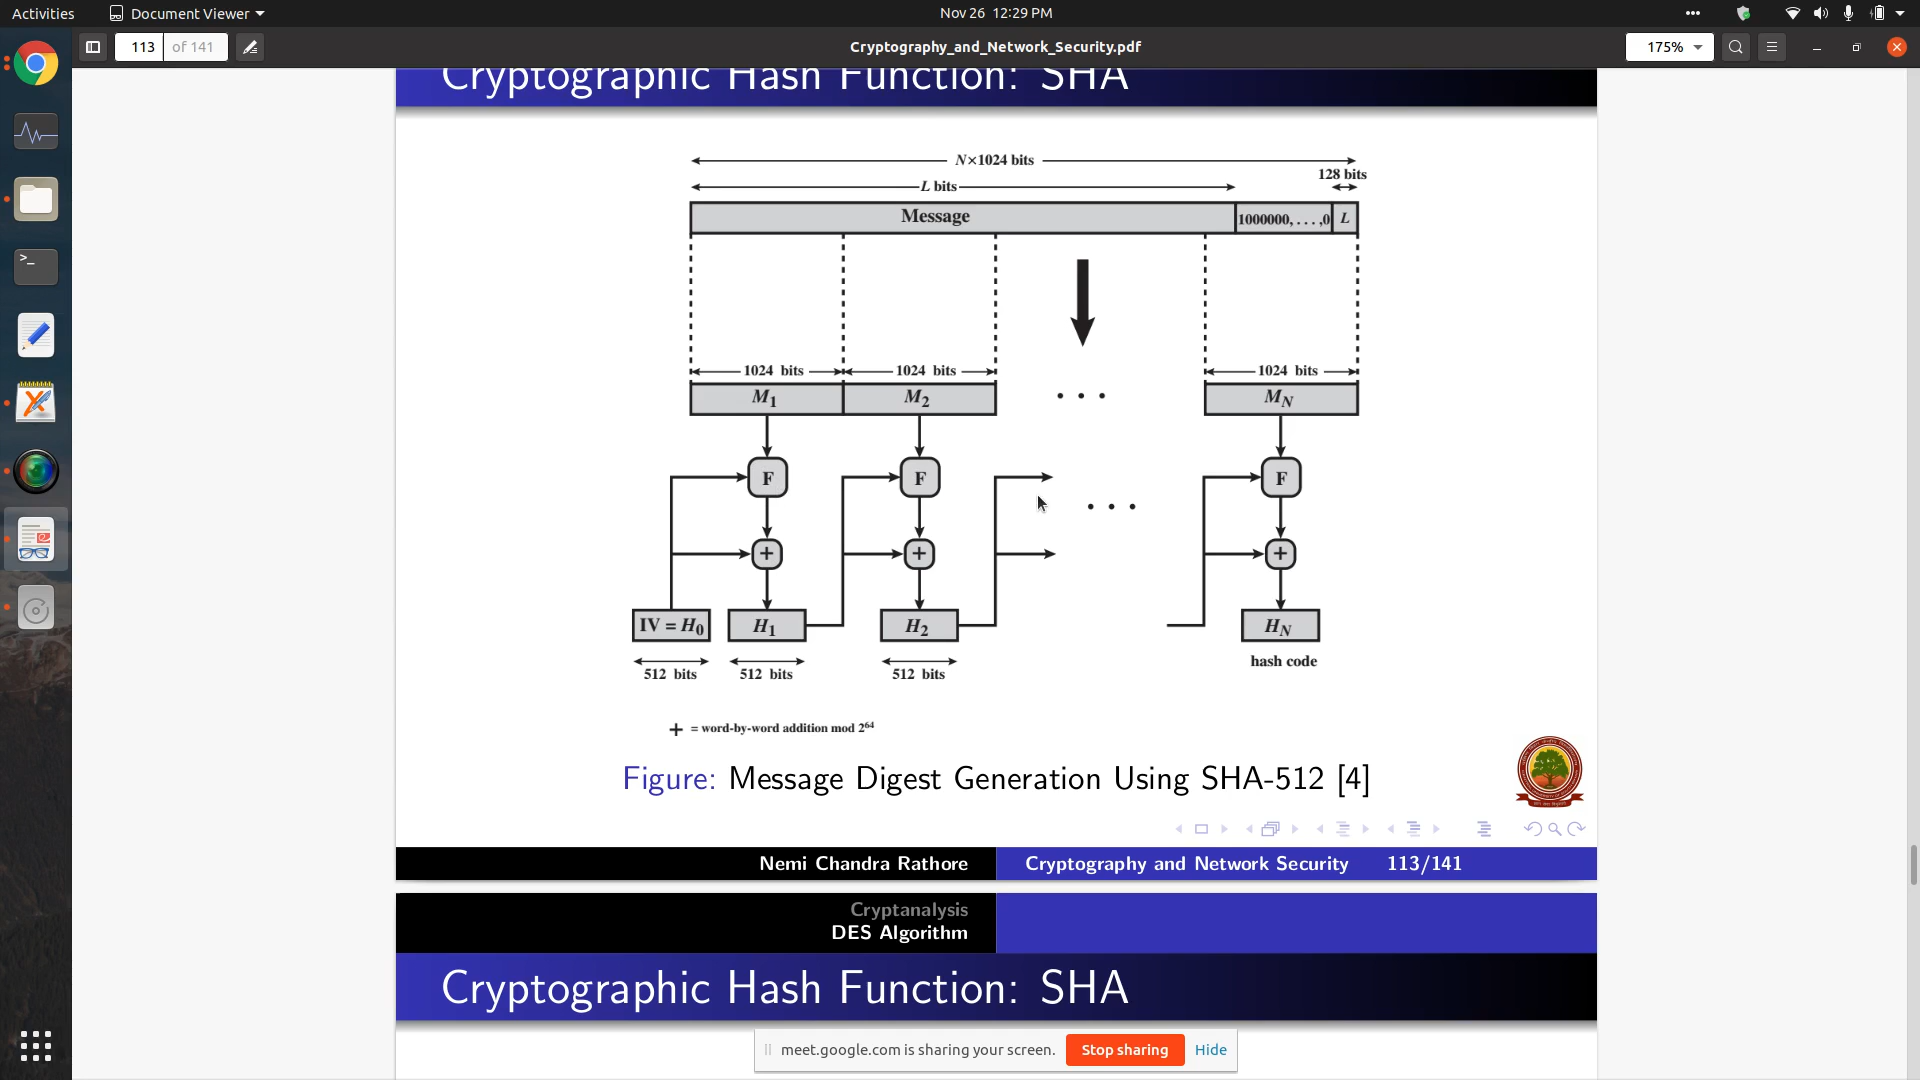 Activities
Document Viewer
Nov 26 12:29 PM
113 of 141
Cryptography_and_Network_Security.pdf
175%
Cryptographic Hash Function: SHA
N×1024 bits
128 bits
L bits
Message
1000000, . . . ,0
L
1024 bits
1024 bits
1024 bits
M1
M2
. . .
MN
F
F
F
. . .
+
+
+
IV = H0
H1
H2
HN
512 bits
512 bits
512 bits
hash code
+ = word-by-word addition mod 2^64
Figure: Message Digest Generation Using SHA-512 [4]
Nemi Chandra Rathore
Cryptography and Network Security
113/141
Cryptanalysis
DES Algorithm
Cryptographic Hash Function: SHA
meet.google.com is sharing your screen.
Stop sharing
Hide